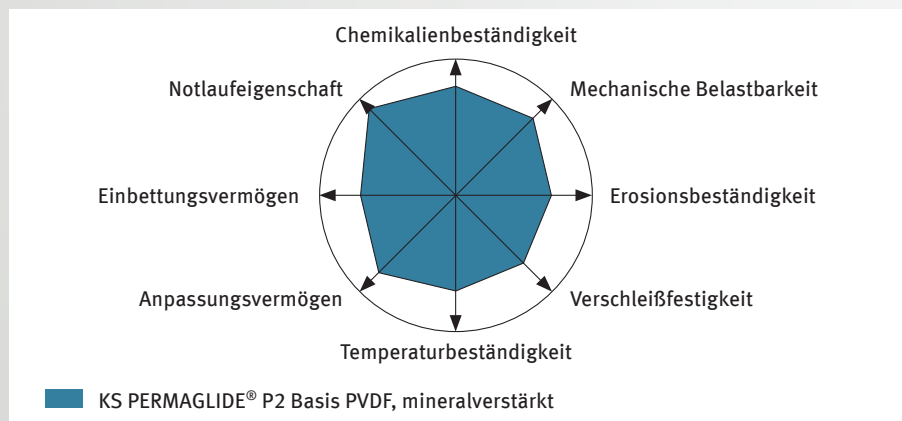 Chemikalienbeständigkeit
Notlaufeigenschaft
Mechanische Belastbarkeit
Einbettungsvermögen
Erosionsbeständigkeit
Anpassungsvermögen
Verschleißfestigkeit
Temperaturbeständigkeit
KS PERMAGLIDE® P2 Basis PVDF, mineralverstärkt